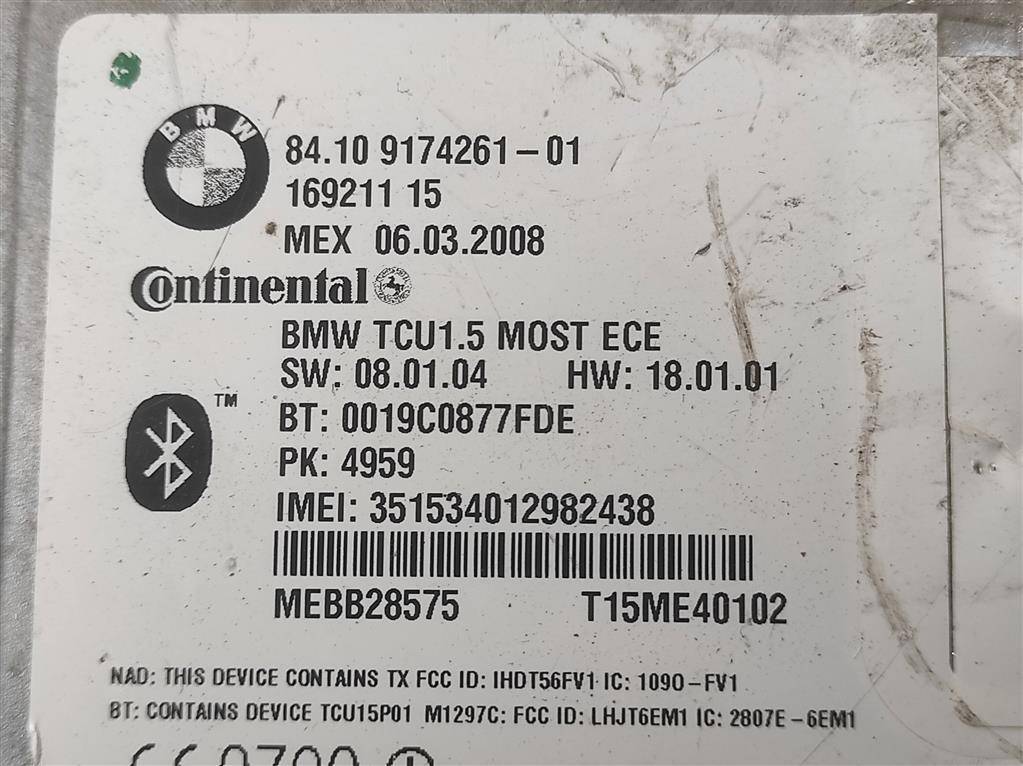 BMW
84.10 9174261-01
169211 15
MEX 06.03.2008
Continental
BMW TCU1.5 MOST ECE
SW: 08.01.04 HW: 18.01.01
TM
BT: 0019C0877FDE
PK: 4959
IMEI: 351534012982438
MEBB28575 T15ME40102
NAD: THIS DEVICE CONTAINS TX FCC ID: IHDT56FV1 IC: 1090-FV1
BT: CONTAINS DEVICE TCU15P01 M1297C: FCC ID: LHJT6EM1 IC: 2807E-6EM1